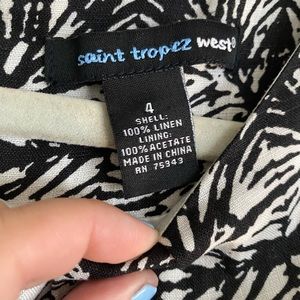 saint tropez west®
4
SHELL:
100% LINEN
LINING:
100% ACETATE
MADE IN CHINA
RN 75343